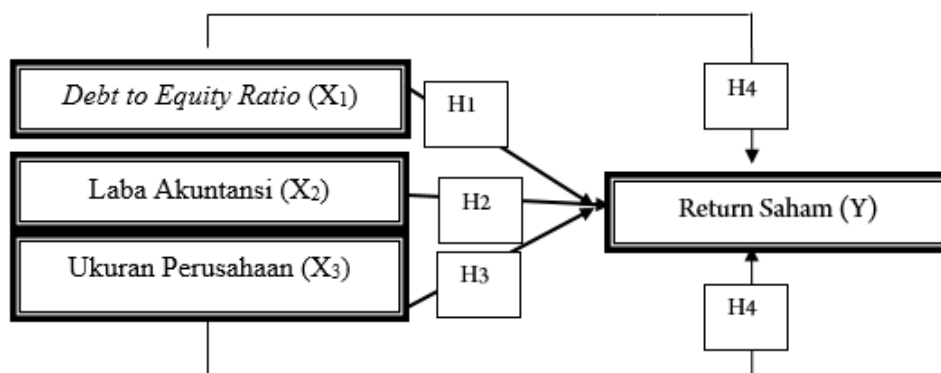 Debt to Equity Ratio (X1)
H1
H4
Laba Akuntansi (X2)
H2
Return Saham (Y)
Ukuran Perusahaan (X3)
H3
H4